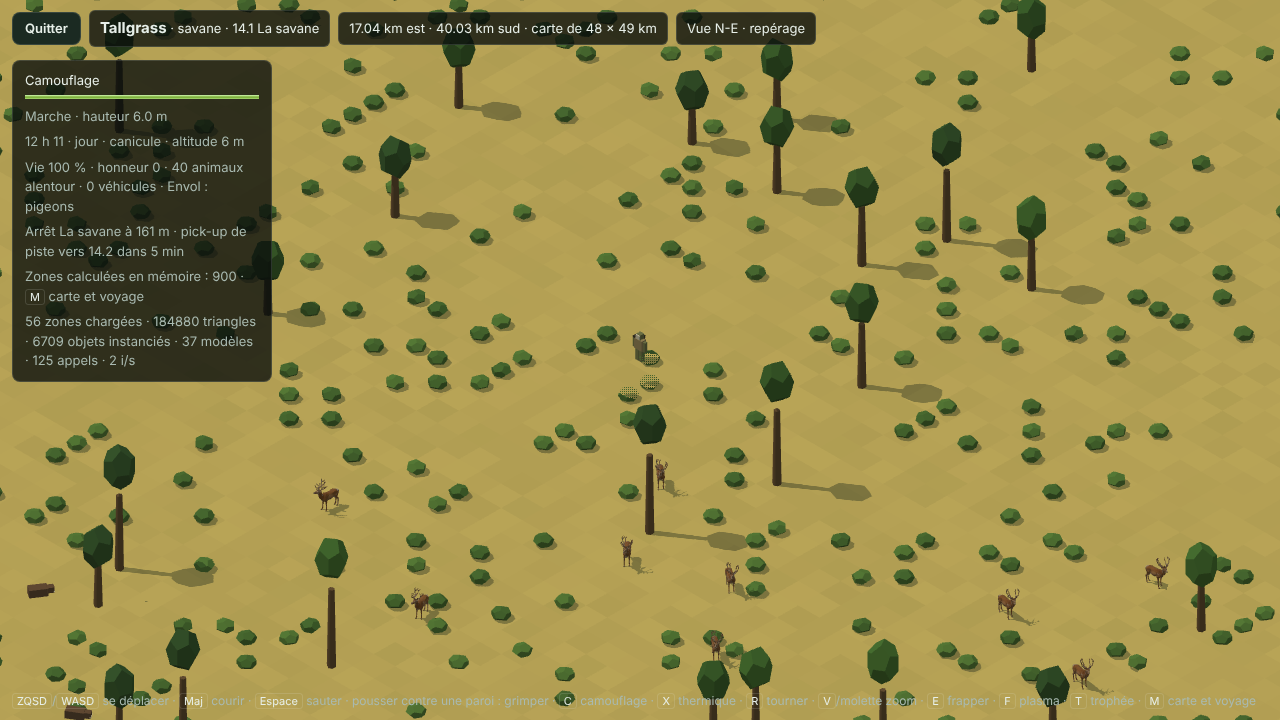 Quitter
Tallgrass · savane · 14.1 La savane
17.04 km est · 40.03 km sud · carte de 48 × 49 km
Vue N-E · repérage
Camouflage
Marche · hauteur 6.0 m
12 h 11 · jour · canicule · altitude 6 m
Vie 100 % · honneur 0 · 40 animaux
alentour · 0 véhicules · Envol :
pigeons
Arrêt La savane à 161 m · pick-up de
piste vers 14.2 dans 5 min
Zones calculées en mémoire : 900 ·
M carte et voyage
56 zones chargées · 184880 triangles
· 6709 objets instanciés · 37 modèles
· 125 appels · 2 i/s
ZQSD / WASD se déplacer · Maj courir · Espace sauter · pousser contre une paroi : grimper · C camouflage · X thermique · R tourner · V /molette zoom · E frapper · F plasma · T trophée · M carte et voyage